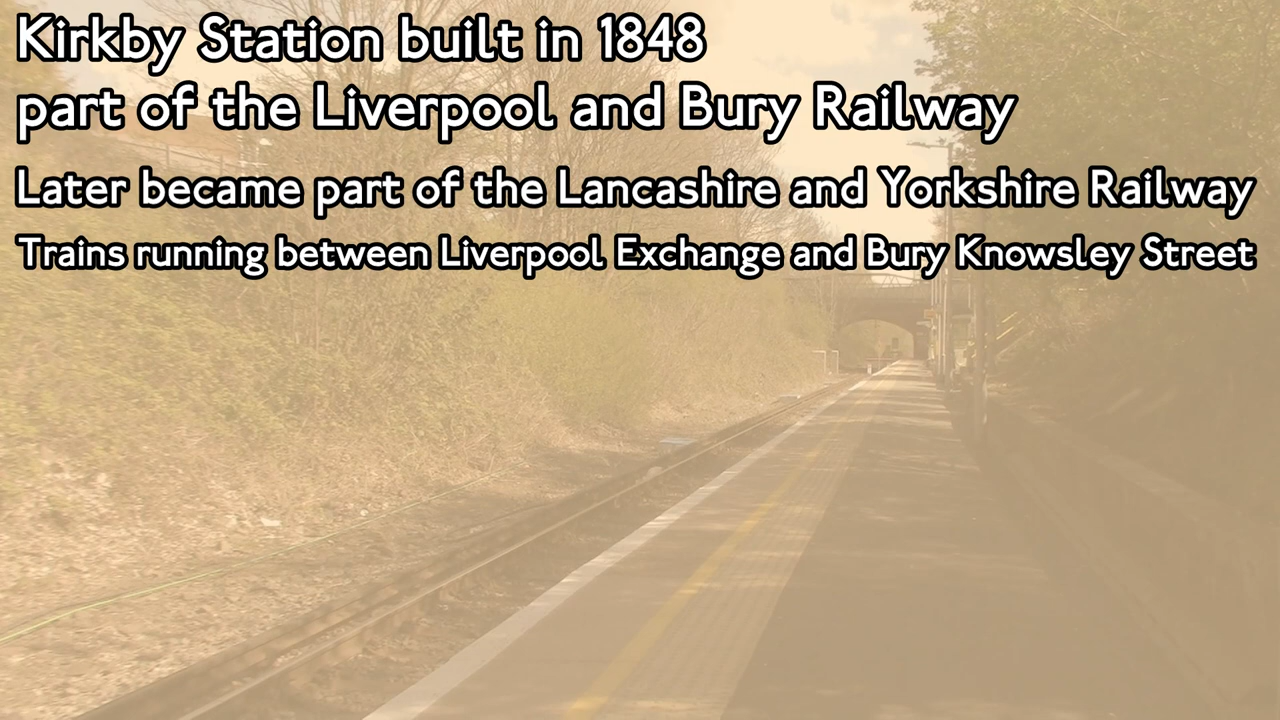 Kirkby Station built in 1848
part of the Liverpool and Bury Railway
Later became part of the Lancashire and Yorkshire Railway
Trains running between Liverpool Exchange and Bury Knowsley Street